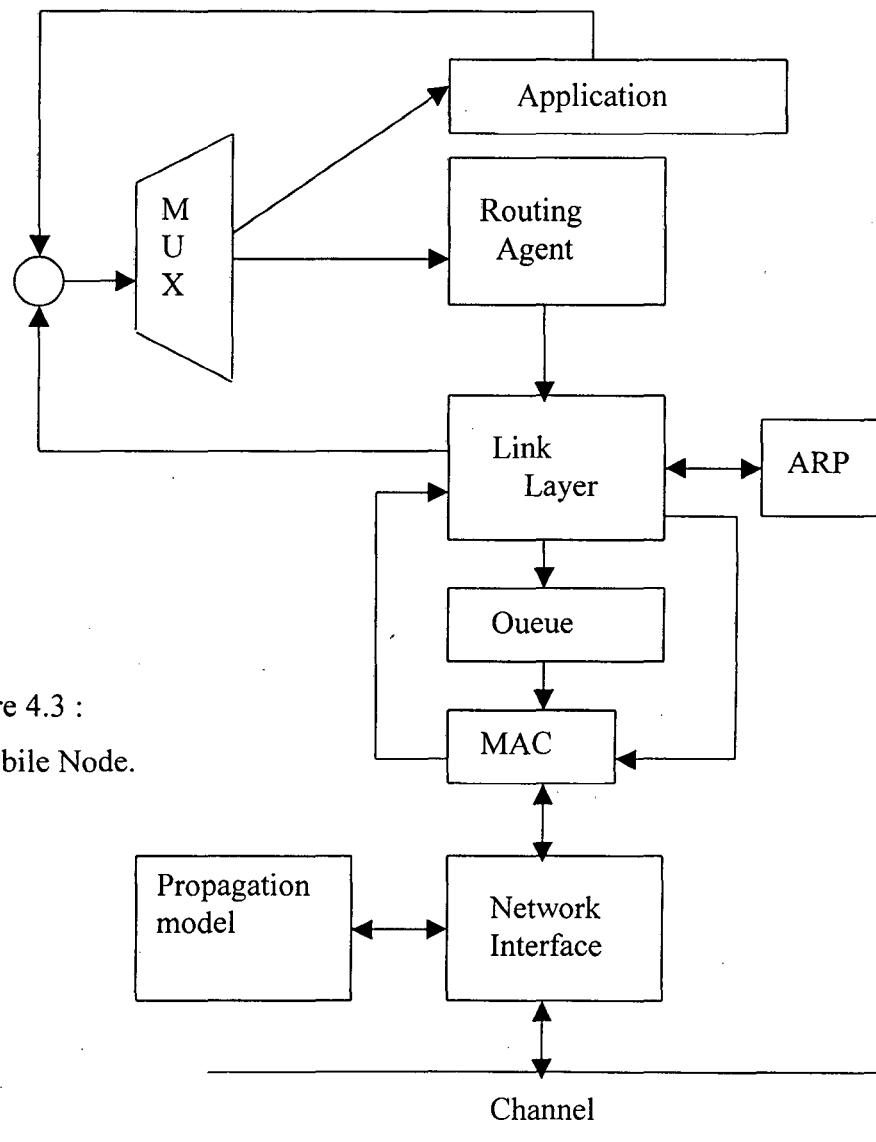 Application
M
U
X
Routing
Agent
Link
Layer
ARP
Oueue
re 4.3 :
bile Node.
MAC
Propagation
model
Network
Interface
Channel